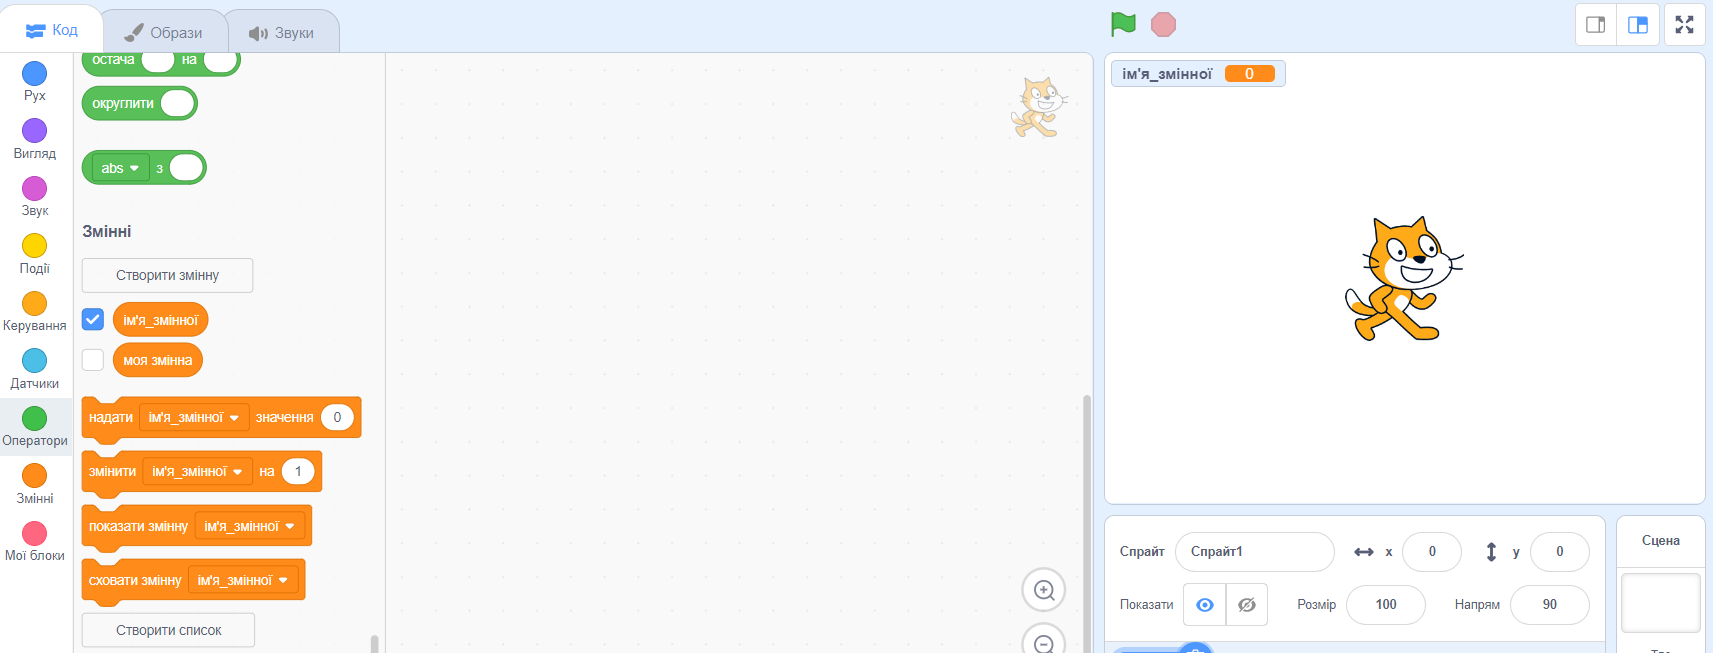 Код
Образи
Звуки
Рух
Вигляд
Звук
Події
Керування
Датчики
Оператори
Змінні
Мої блоки
остача на
округлити
abs з
Змінні
Створити змінну
ім'я_змінної
моя змінна
надати ім'я_змінної значення 0
змінити ім'я_змінної на 1
показати змінну ім'я_змінної
сховати змінну ім'я_змінної
Створити список
ім'я_змінної 0
Спрайт Спрайт1 x 0 y 0
Показати Розмір 100 Напрям 90
Сцена